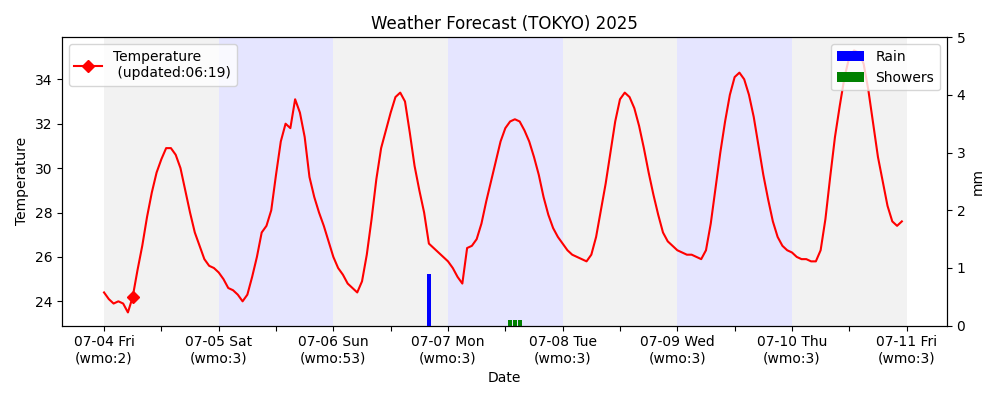 Weather Forecast (TOKYO) 2025
Temperature
(updated:06:19)
Rain
Showers
Temperature
34
32
30
28
26
24
5
4
3
2
1
0
mm
07-04 Fri
(wmo:2)
07-05 Sat
(wmo:3)
07-06 Sun
(wmo:53)
07-07 Mon
(wmo:3)
07-08 Tue
(wmo:3)
07-09 Wed
(wmo:3)
07-10 Thu
(wmo:3)
07-11 Fri
(wmo:3)
Date